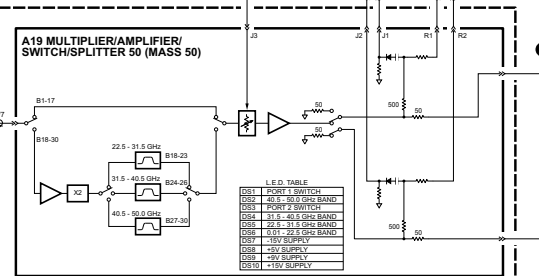 A19 MULTIPLIER/AMPLIFIER/
SWITCH/SPLITTER 50 (MASS 50)
J3
J2
J1
R1
R2
B1-17
B18-30
X2
22.5 - 31.5 GHz
B18-23
31.5 - 40.5 GHz
B24-26
40.5 - 50.0 GHz
B27-30
50
50
500
50
500
50
L.E.D. TABLE
DS1 PORT 1 SWITCH
DS2 40.5 - 50.0 GHz BAND
DS3 PORT 2 SWITCH
DS4 31.5 - 40.5 GHz BAND
DS5 22.5 - 31.5 GHz BAND
DS6 0.01 - 22.5 GHz BAND
DS7 -15V SUPPLY
DS8 +5V SUPPLY
DS9 +9V SUPPLY
DS10 +15V SUPPLY